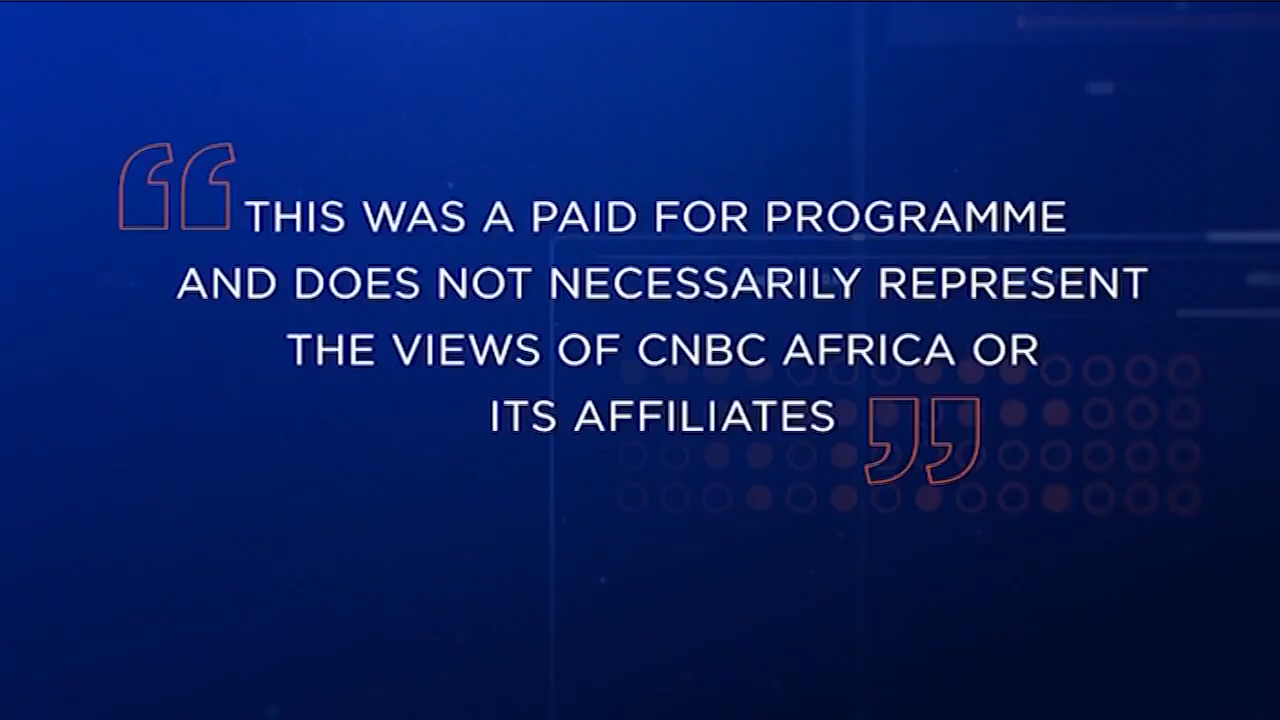 “THIS WAS A PAID FOR PROGRAMME
AND DOES NOT NECESSARILY REPRESENT
THE VIEWS OF CNBC AFRICA OR
ITS AFFILIATES”